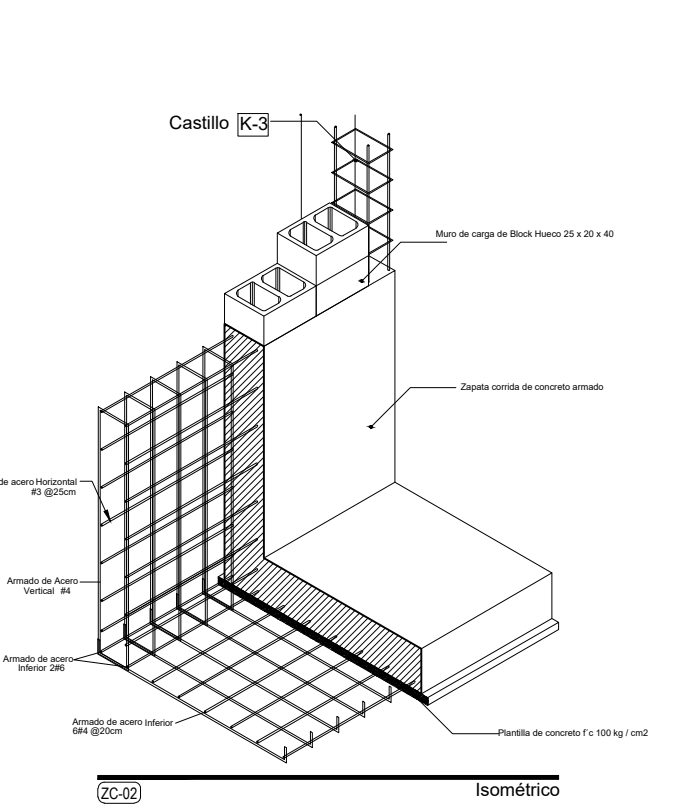 Castillo K-3
Muro de carga de Block Hueco 25 x 20 x 40
Zapata corrida de concreto armado
de acero Horizontal
#3 @25cm
Armado de Acero
Vertical #4
Armado de acero
Inferior 2#6
Armado de acero Inferior
6#4 @20cm
Plantilla de concreto f´c 100 kg / cm2
ZC-02
Isométrico